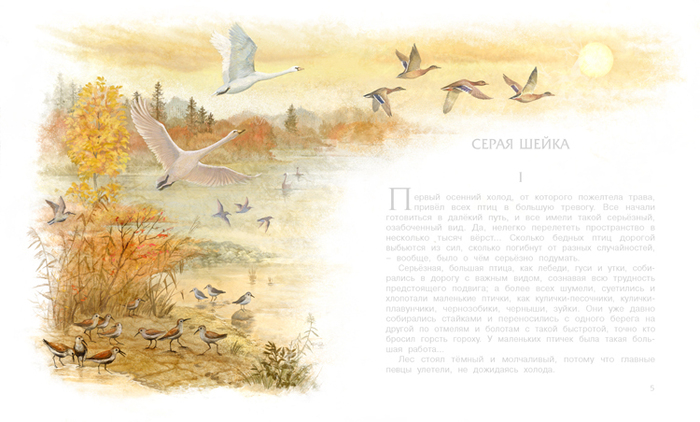 СЕРАЯ ШЕЙКА
I
Первый осенний холод, от которого пожелтела трава,
привёл всех птиц в большую тревогу. Все начали
готовиться в далёкий путь, и все имели такой серьёзный,
озабоченный вид. Да, нелегко перелететь пространство в
несколько тысяч вёрст... Сколько бедных птиц дорогой
выбьются из сил, сколько погибнут от разных случайностей,
– вообще, было о чём серьёзно подумать.
Серьёзная, большая птица, как лебеди, гуси и утки, соби-
рались в дорогу с важным видом, сознавая всю трудность
предстоящего подвига; а более всех шумели, суетились и
хлопотали маленькие птички, как кулички-песочники, кулички-
плавунчики, чернозобики, черныши, зуйки. Они уже давно
собирались стайками и переносились с одного берега на
другой по отмелям и болотам с такой быстротой, точно кто
бросил горсть гороху. У маленьких птичек была такая боль-
шая работа...
Лес стоял тёмный и молчаливый, потому что главные
певцы улетели, не дожидаясь холода.
5